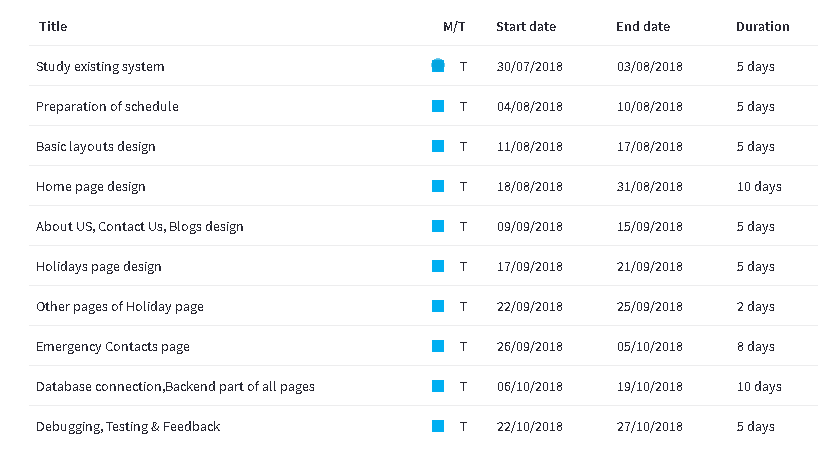 Title M/T Start date End date Duration
Study existing system T 30/07/2018 03/08/2018 5 days
Preparation of schedule T 04/08/2018 10/08/2018 5 days
Basic layouts design T 11/08/2018 17/08/2018 5 days
Home page design T 18/08/2018 31/08/2018 10 days
About US, Contact Us, Blogs design T 09/09/2018 15/09/2018 5 days
Holidays page design T 17/09/2018 21/09/2018 5 days
Other pages of Holiday page T 22/09/2018 25/09/2018 2 days
Emergency Contacts page T 26/09/2018 05/10/2018 8 days
Database connection,Backend part of all pages T 06/10/2018 19/10/2018 10 days
Debugging, Testing & Feedback T 22/10/2018 27/10/2018 5 days